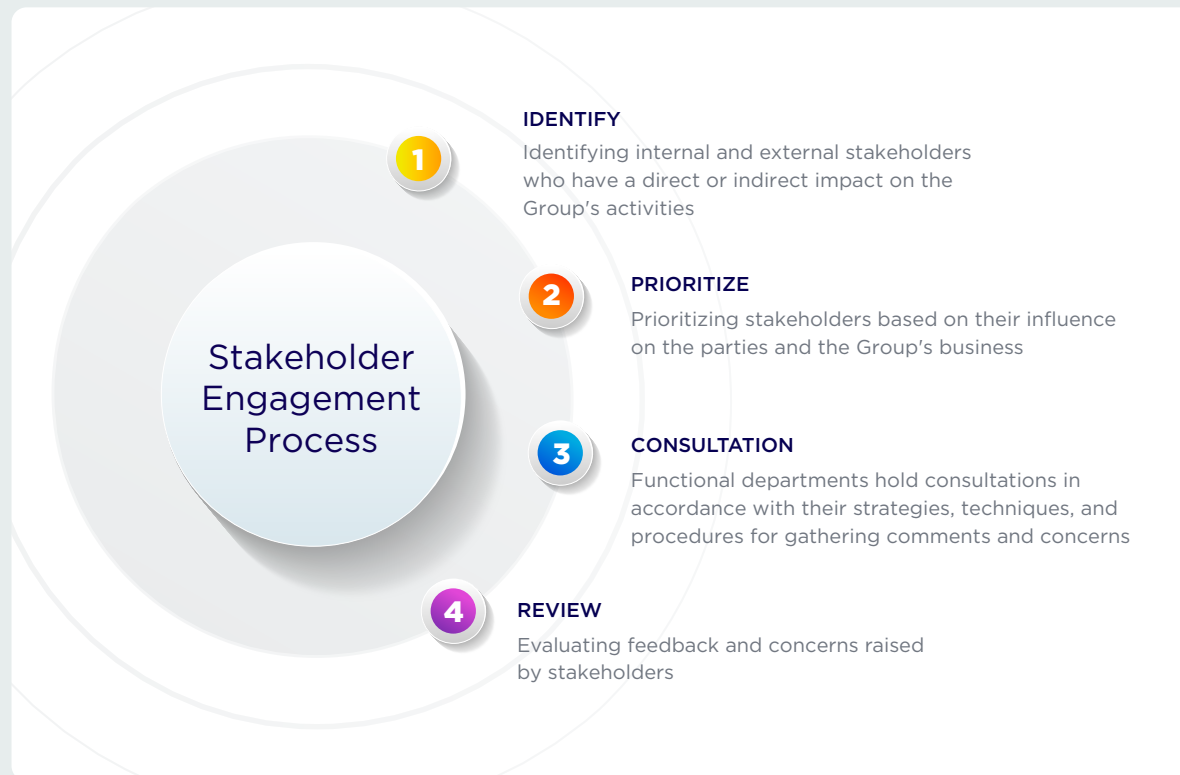 Stakeholder
Engagement
Process
1
IDENTIFY
Identifying internal and external stakeholders
who have a direct or indirect impact on the
Group's activities
2
PRIORITIZE
Prioritizing stakeholders based on their influence
on the parties and the Group's business
3
CONSULTATION
Functional departments hold consultations in
accordance with their strategies, techniques, and
procedures for gathering comments and concerns
4
REVIEW
Evaluating feedback and concerns raised
by stakeholders